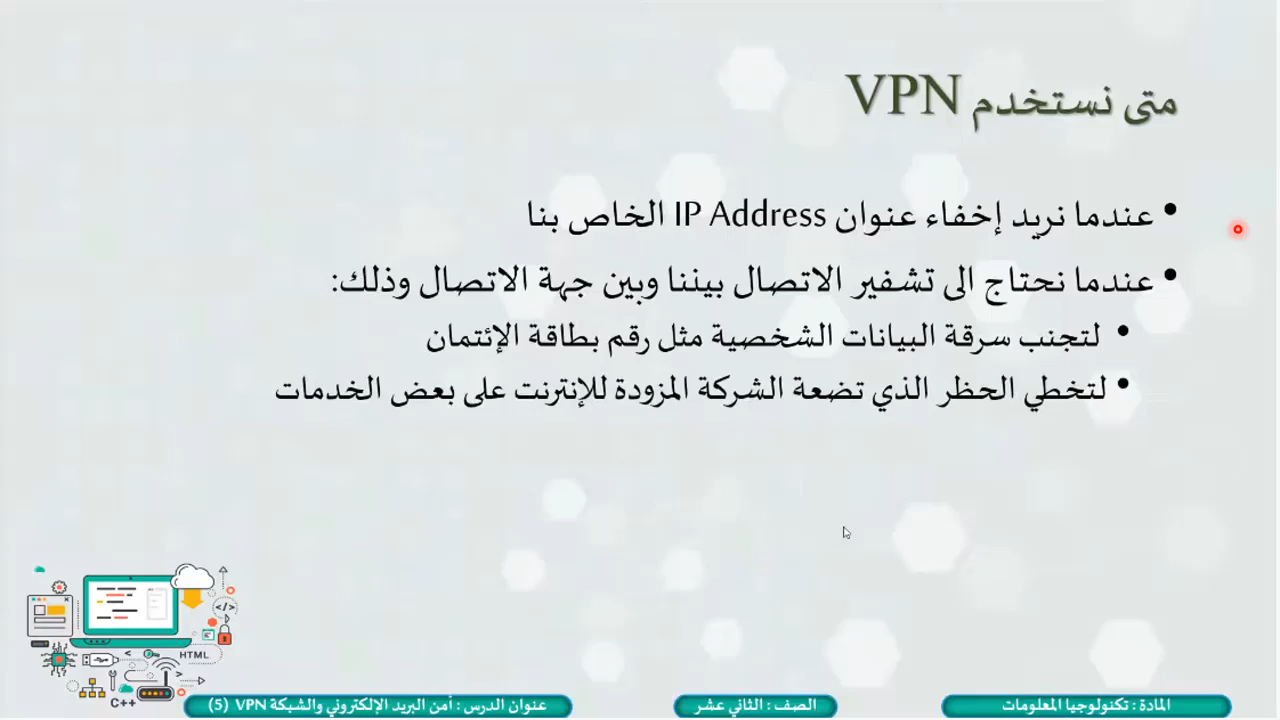 متى نستخدم VPN
• عندما نريد إخفاء عنوان IP Address الخاص بنا
• عندما نحتاج الى تشفير الاتصال بيننا وبين جهة الاتصال وذلك:
• لتجنب سرقة البيانات الشخصية مثل رقم بطاقة الإئتمان
• لتخطي الحظر الذي تضعة الشركة المزودة للإنترنت على بعض الخدمات
</>
HTML
C++
المادة : تكنولوجيا المعلومات
الصف : الثاني عشر
عنوان الدرس : أمن البريد الإلكتروني والشبكة VPN (5)